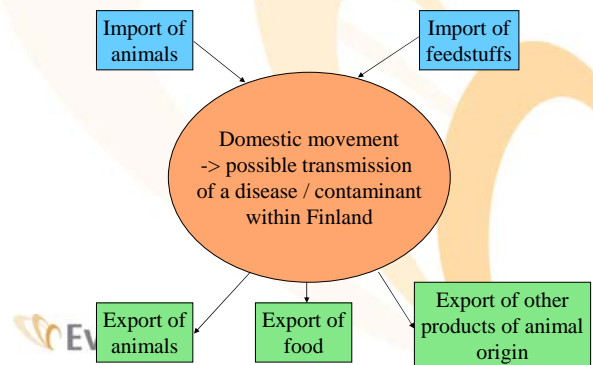 Import of
animals
Import of
feedstuffs
Domestic movement
-> possible transmission
of a disease / contaminant
within Finland
Export of
animals
Export of
food
Export of other
products of animal
origin